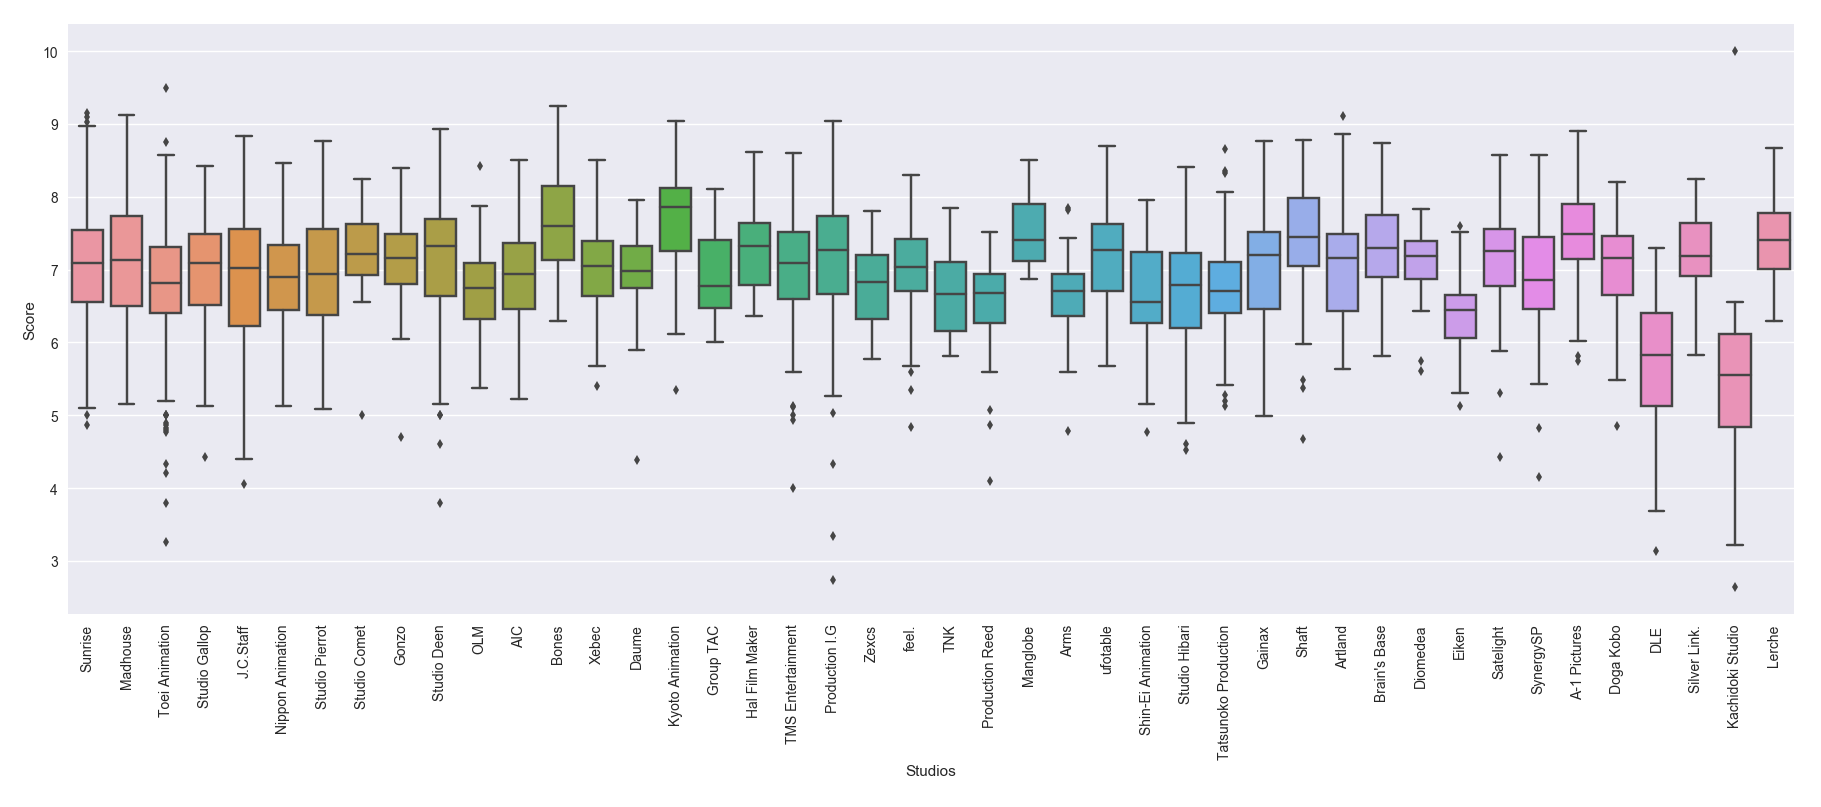 10
9
8
7
6
5
4
3
Score
Sunrise
Madhouse
Toei Animation
Studio Gallop
J.C.Staff
Nippon Animation
Studio Pierrot
Studio Comet
Gonzo
Studio Deen
OLM
AIC
Bones
Xebec
Daume
Kyoto Animation
Group TAC
Hal Film Maker
TMS Entertainment
Production I.G
Zexcs
feel.
TNK
Production Reed
Manglobe
Arms
ufotable
Shin-Ei Animation
Studio Hibari
Tatsunoko Production
Gainax
Shaft
Artland
Brain's Base
Diomedea
Eiken
Satelight
SynergySP
A-1 Pictures
Doga Kobo
DLE
Silver Link.
Kachidoki Studio
Lerche
Studios